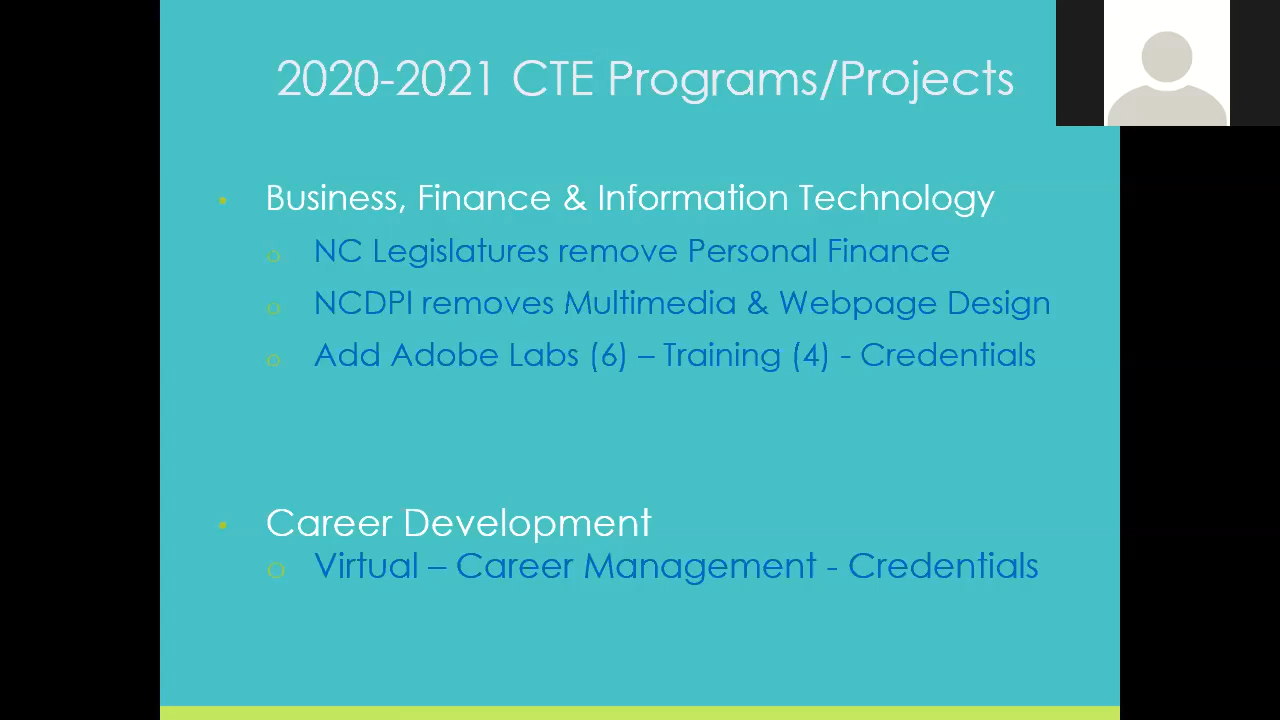 2020-2021 CTE Programs/Projects
• Business, Finance & Information Technology
o NC Legislatures remove Personal Finance
o NCDPI removes Multimedia & Webpage Design
o Add Adobe Labs (6) – Training (4) - Credentials
• Career Development
o Virtual – Career Management - Credentials